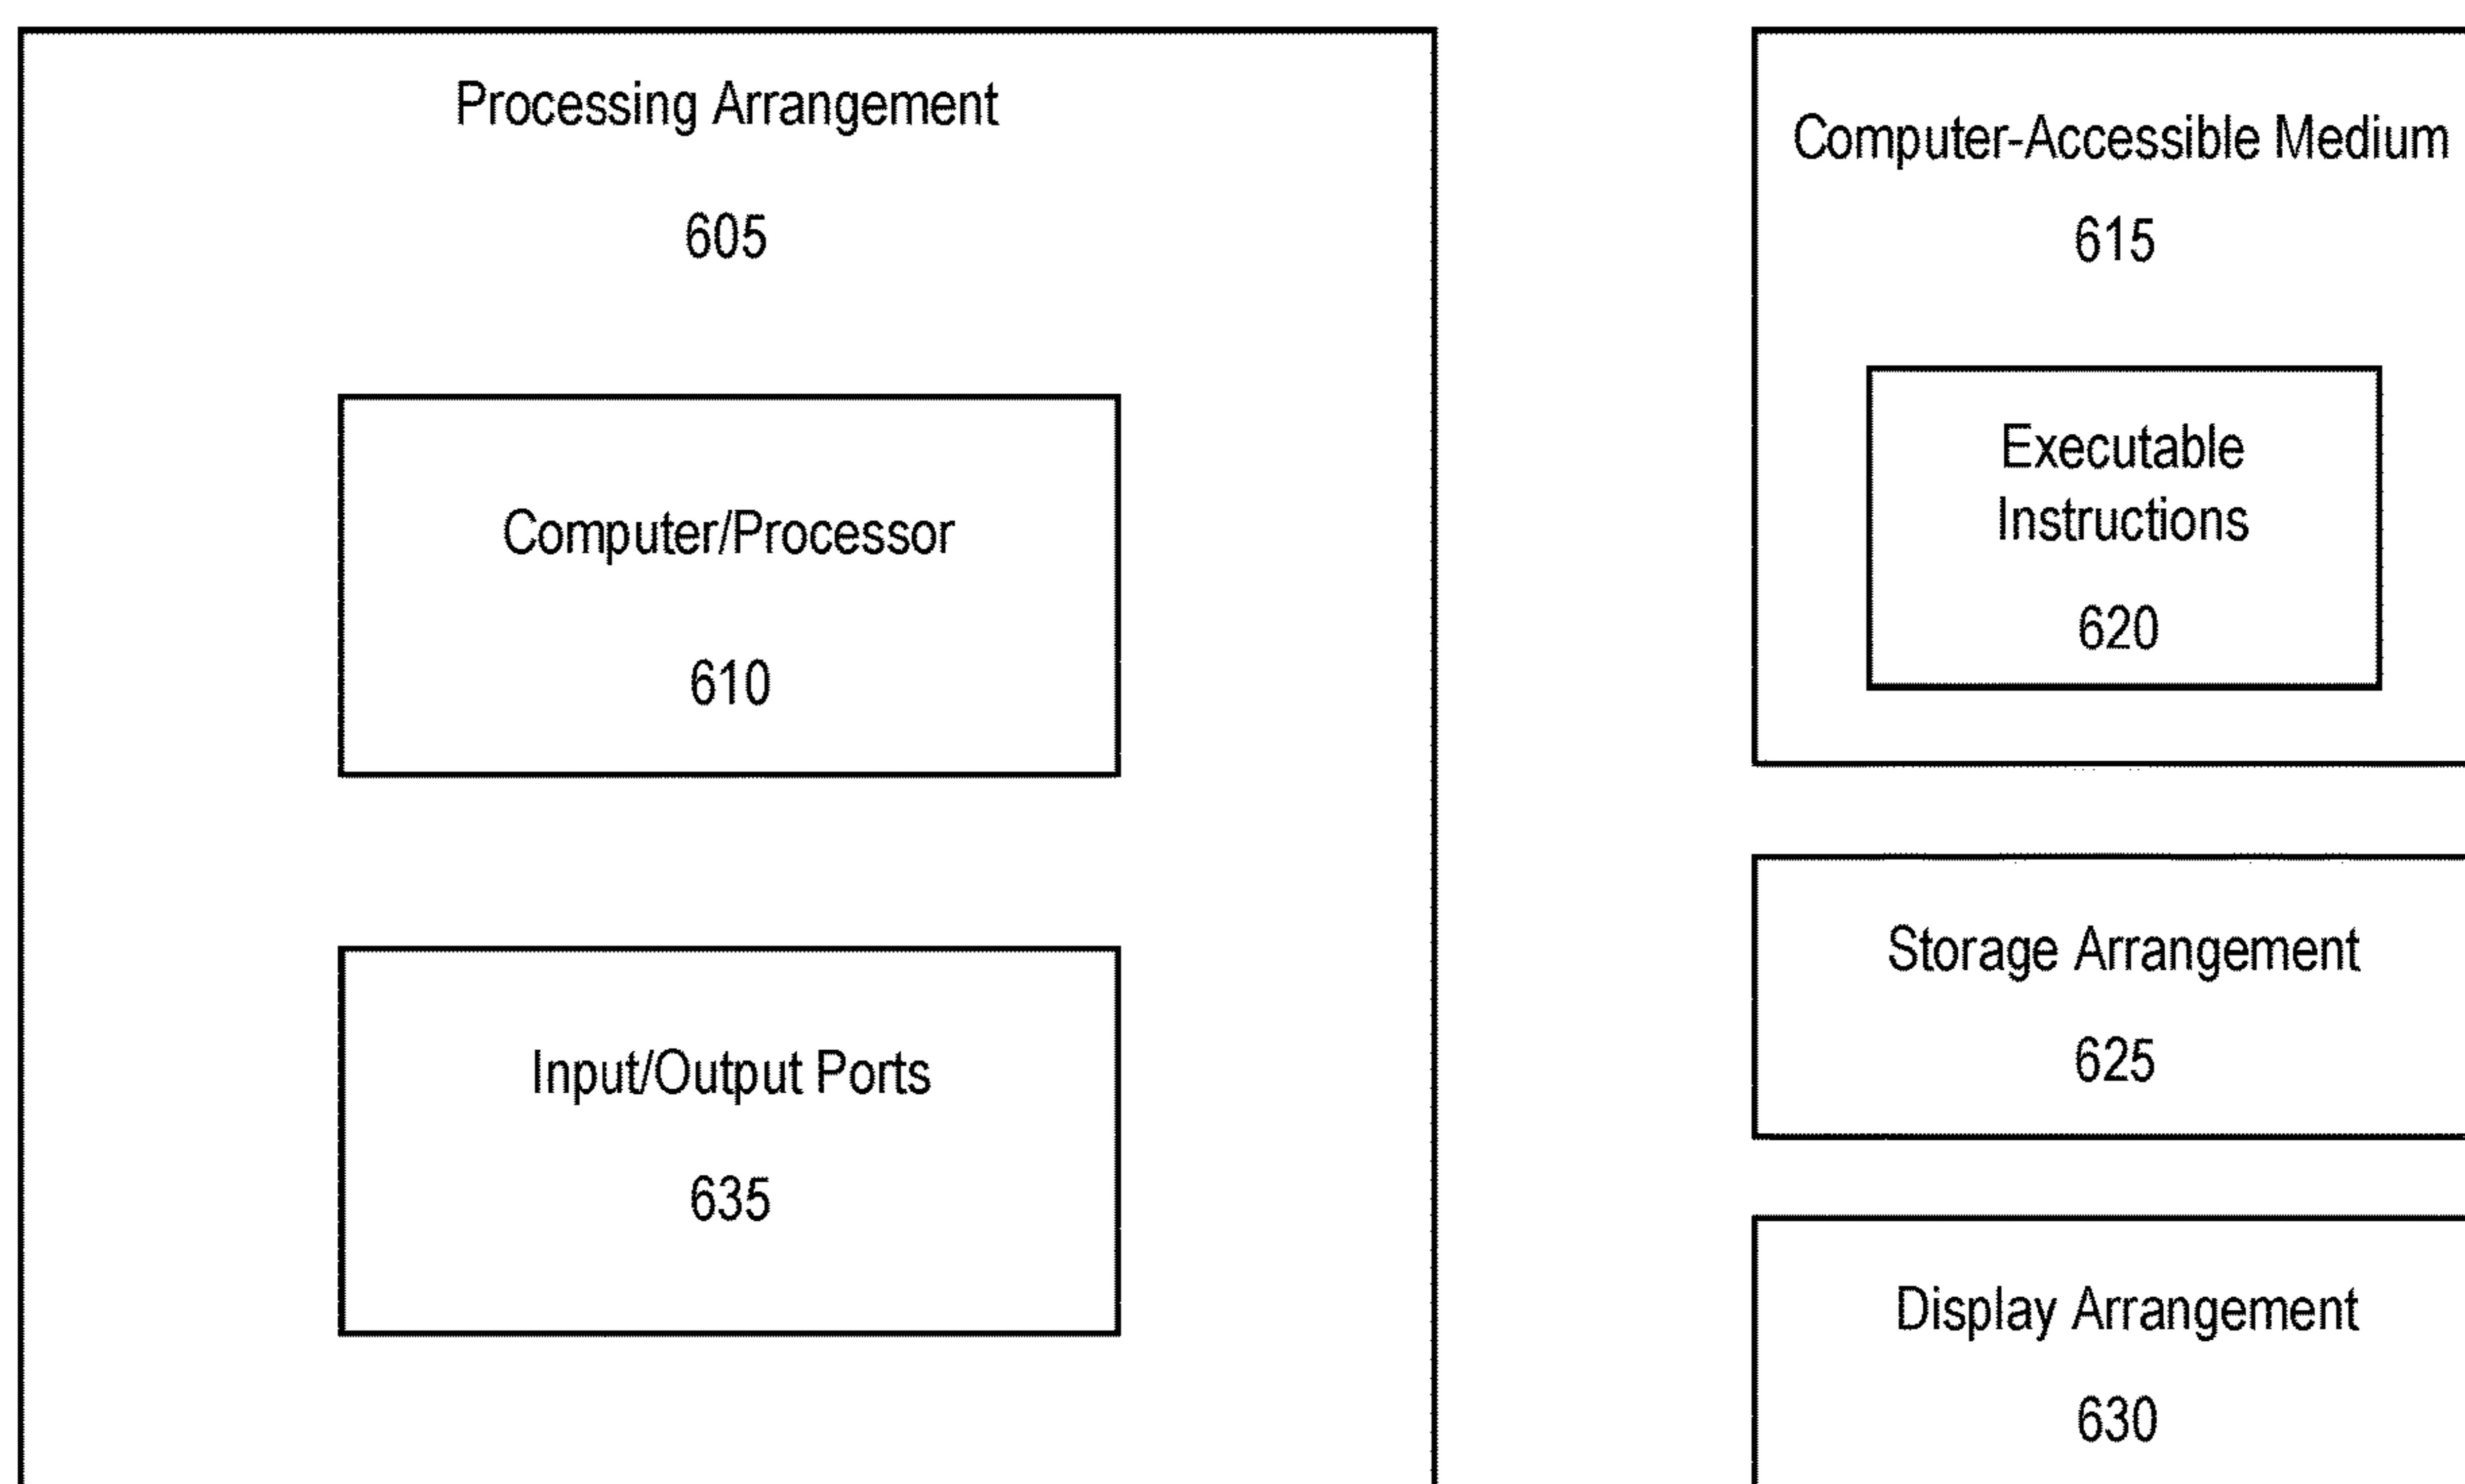 Processing Arrangement
605
Computer/Processor
610
Input/Output Ports
635
Computer-Accessible Medium
615
Executable
Instructions
620
Storage Arrangement
625
Display Arrangement
630